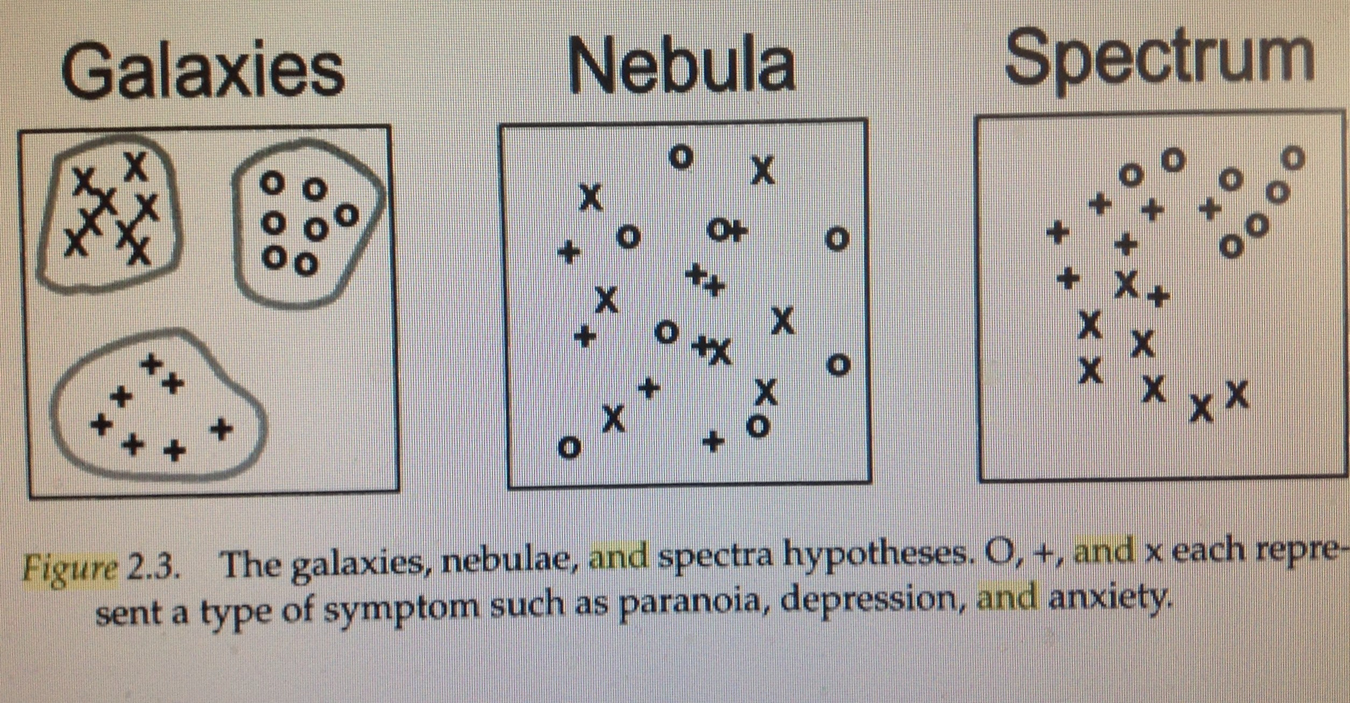 Galaxies Nebula Spectrum
Figure 2.3. The galaxies, nebulae, and spectra hypotheses. O, +, and x each repre-
sent a type of symptom such as paranoia, depression, and anxiety.